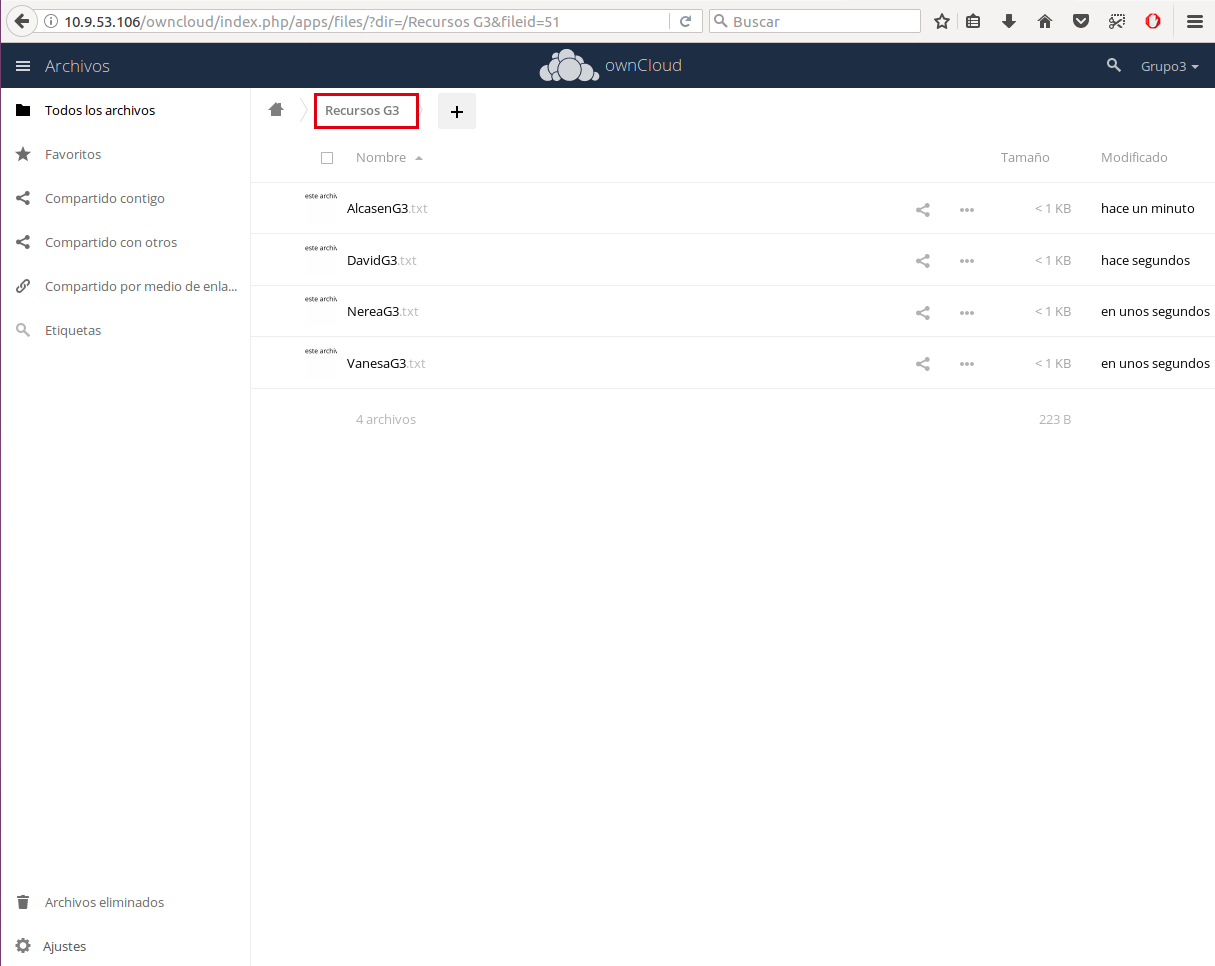 10.9.53.106/owncloud/index.php/apps/files/?dir=/Recursos G3&fileid=51
Buscar
Archivos
ownCloud
Grupo3
Todos los archivos
Favoritos
Compartido contigo
Compartido con otros
Compartido por medio de enla...
Etiquetas
Recursos G3
+
Nombre Tamaño Modificado
este archiv
AlcasenG3.txt < 1 KB hace un minuto
este archiv
DavidG3.txt < 1 KB hace segundos
este archiv
NereaG3.txt < 1 KB en unos segundos
este archiv
VanesaG3.txt < 1 KB en unos segundos
4 archivos 223 B
Archivos eliminados
Ajustes